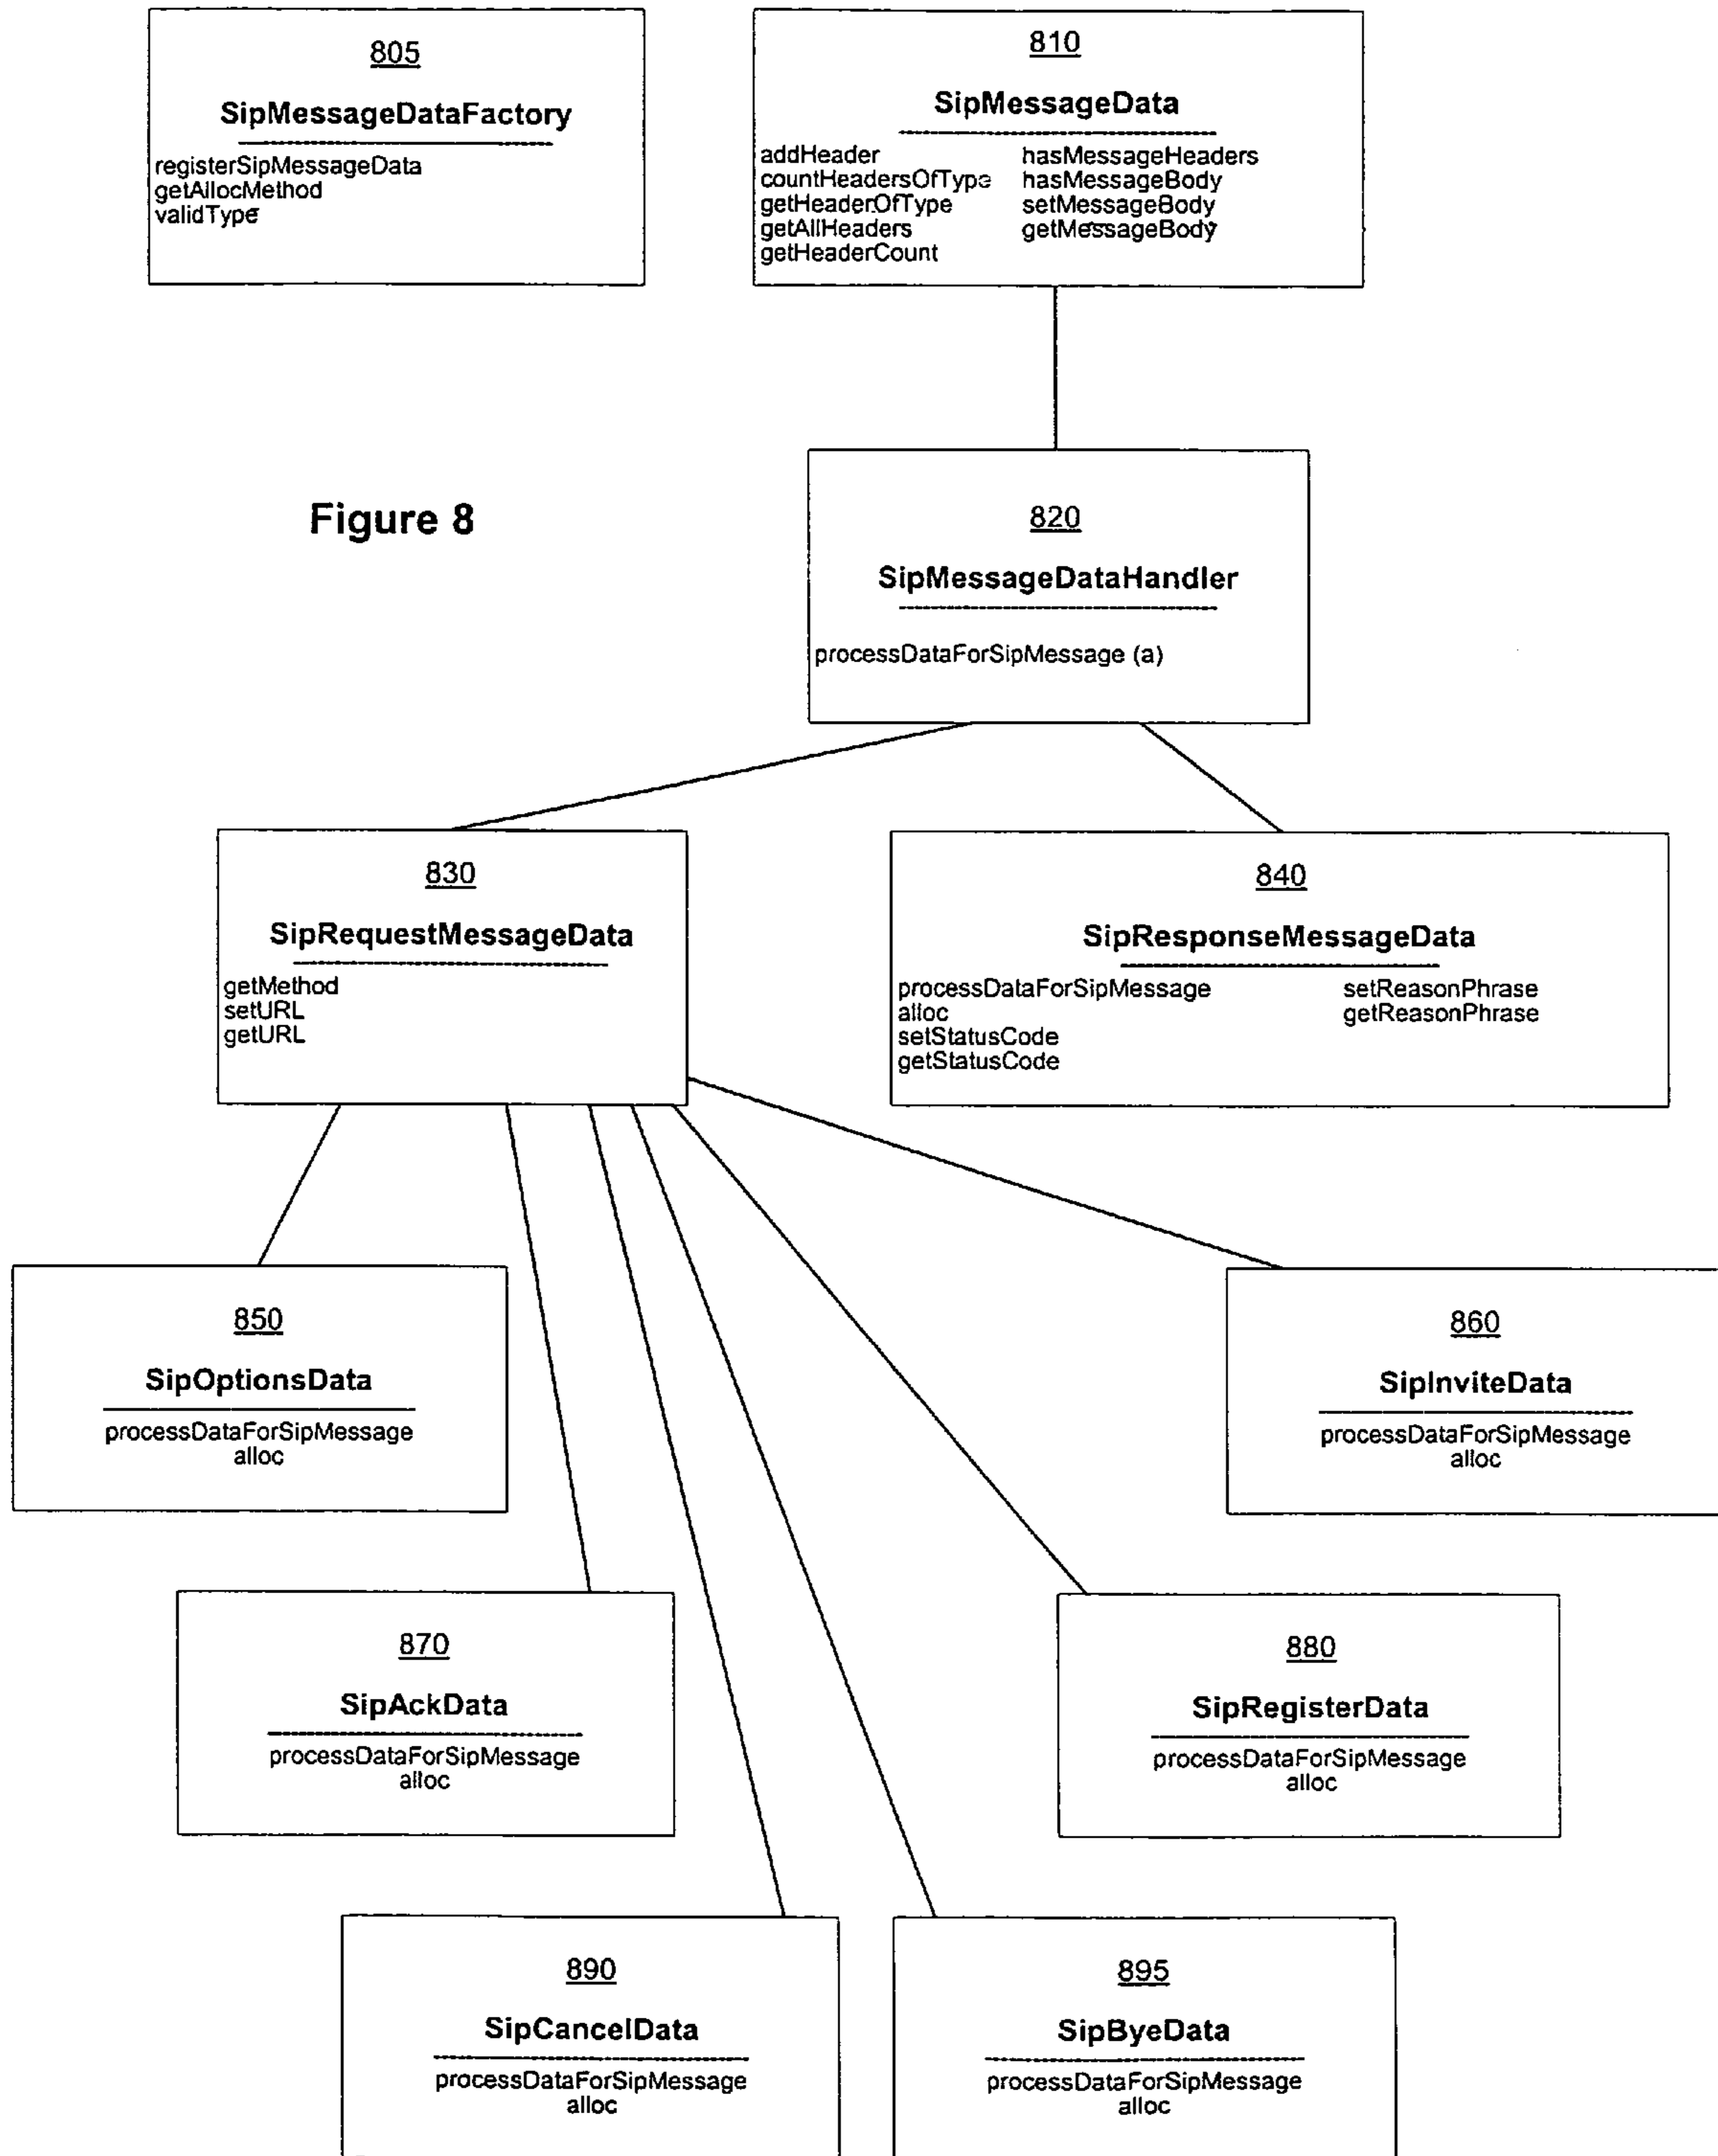 805
SipMessageDataFactory
registerSipMessageData
getAllocMethod
validType
810
SipMessageData
addHeader hasMessageHeaders
countHeadersOfType hasMessageBody
getHeaderOfType setMessageBody
getAllHeaders getMessageBody
getHeaderCount
Figure 8
820
SipMessageDataHandler
processDataForSipMessage (a)
830
SipRequestMessageData
getMethod
setURL
getURL
840
SipResponseMessageData
processDataForSipMessage setReasonPhrase
alloc getReasonPhrase
setStatusCode
getStatusCode
850
SipOptionsData
processDataForSipMessage
alloc
860
SipInviteData
processDataForSipMessage
alloc
870
SipAckData
processDataForSipMessage
alloc
880
SipRegisterData
processDataForSipMessage
alloc
890
SipCancelData
processDataForSipMessage
alloc
895
SipByeData
processDataForSipMessage
alloc